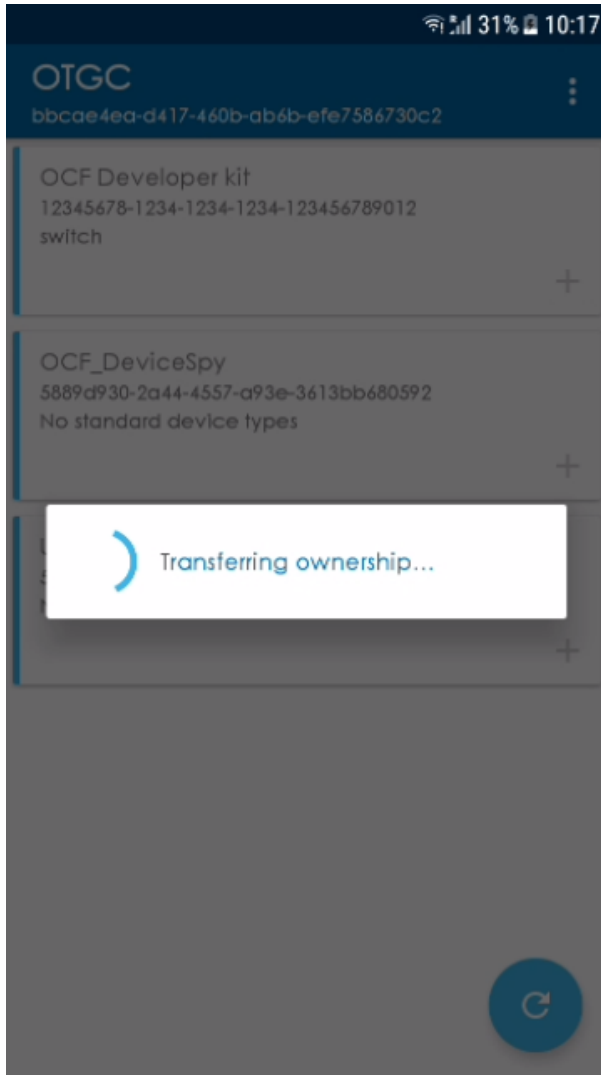 31% 10:17
OTGC
bbcae4ea-d417-460b-ab6b-efe7586730c2
OCF Developer kit
12345678-1234-1234-1234-123456789012
switch
OCF_DeviceSpy
5889d930-2a44-4557-a93e-3613bb680592
No standard device types
Transferring ownership...